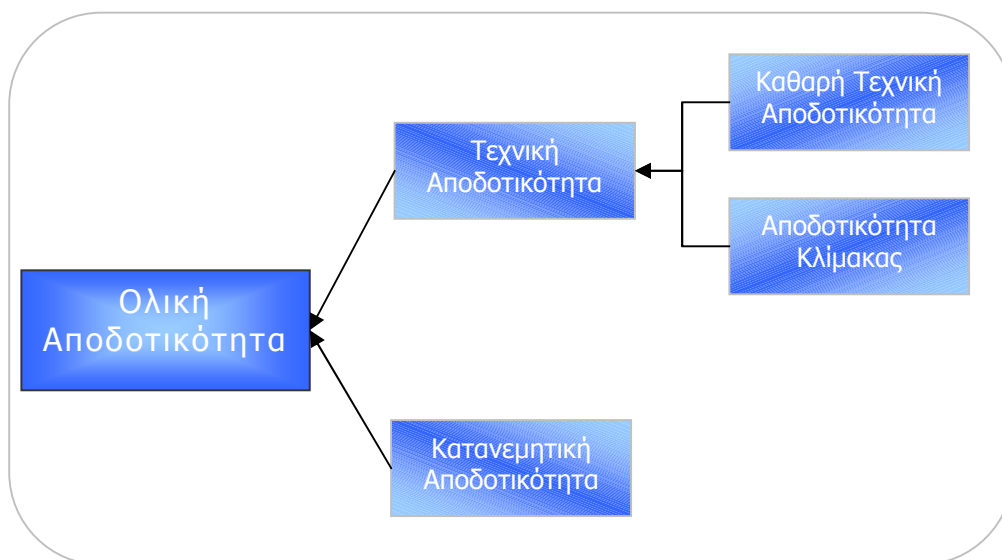 Καθαρή Τεχνική
Αποδοτικότητα
Τεχνική
Αποδοτικότητα
Αποδοτικότητα
Κλίμακας
Ολική
Αποδοτικότητα
Κατανεμητική
Αποδοτικότητα